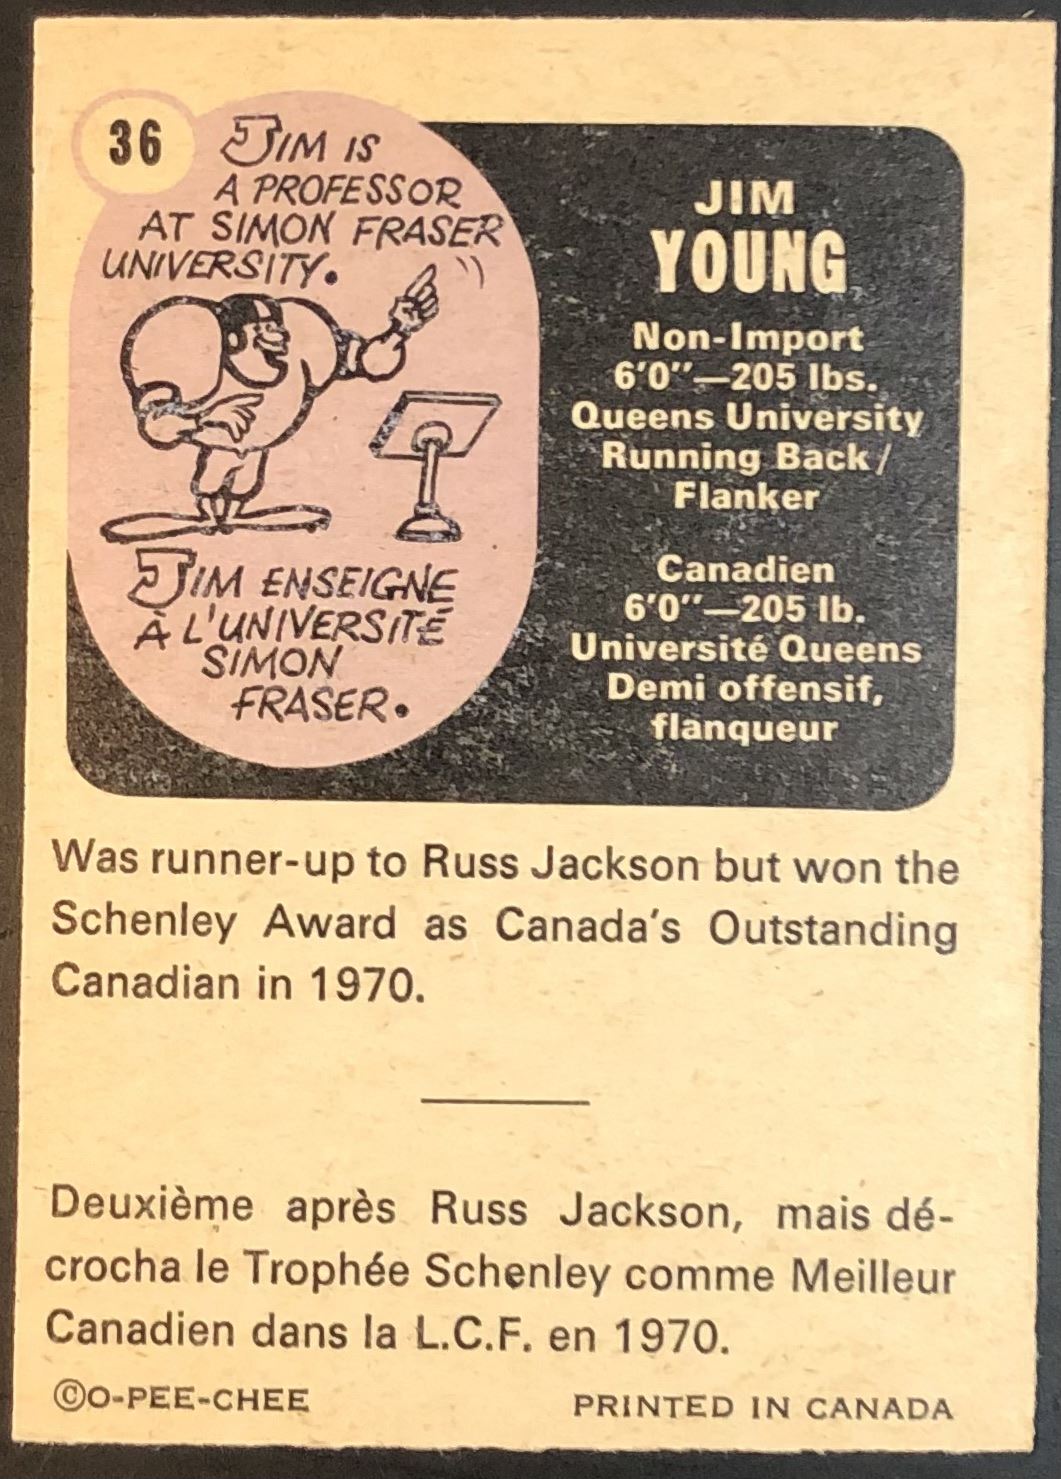 36
JIM IS
A PROFESSOR
AT SIMON FRASER
UNIVERSITY.
JIM ENSEIGNE
À L'UNIVERSITÉ
SIMON
FRASER.
JIM
YOUNG
Non-Import
6'0"—205 lbs.
Queens University
Running Back/
Flanker
Canadien
6'0"—205 lb.
Université Queens
Demi offensif,
flanqueur
Was runner-up to Russ Jackson but won the
Schenley Award as Canada's Outstanding
Canadian in 1970.
Deuxième après Russ Jackson, mais dé-
crocha le Trophée Schenley comme Meilleur
Canadien dans la L.C.F. en 1970.
©O-PEE-CHEE PRINTED IN CANADA